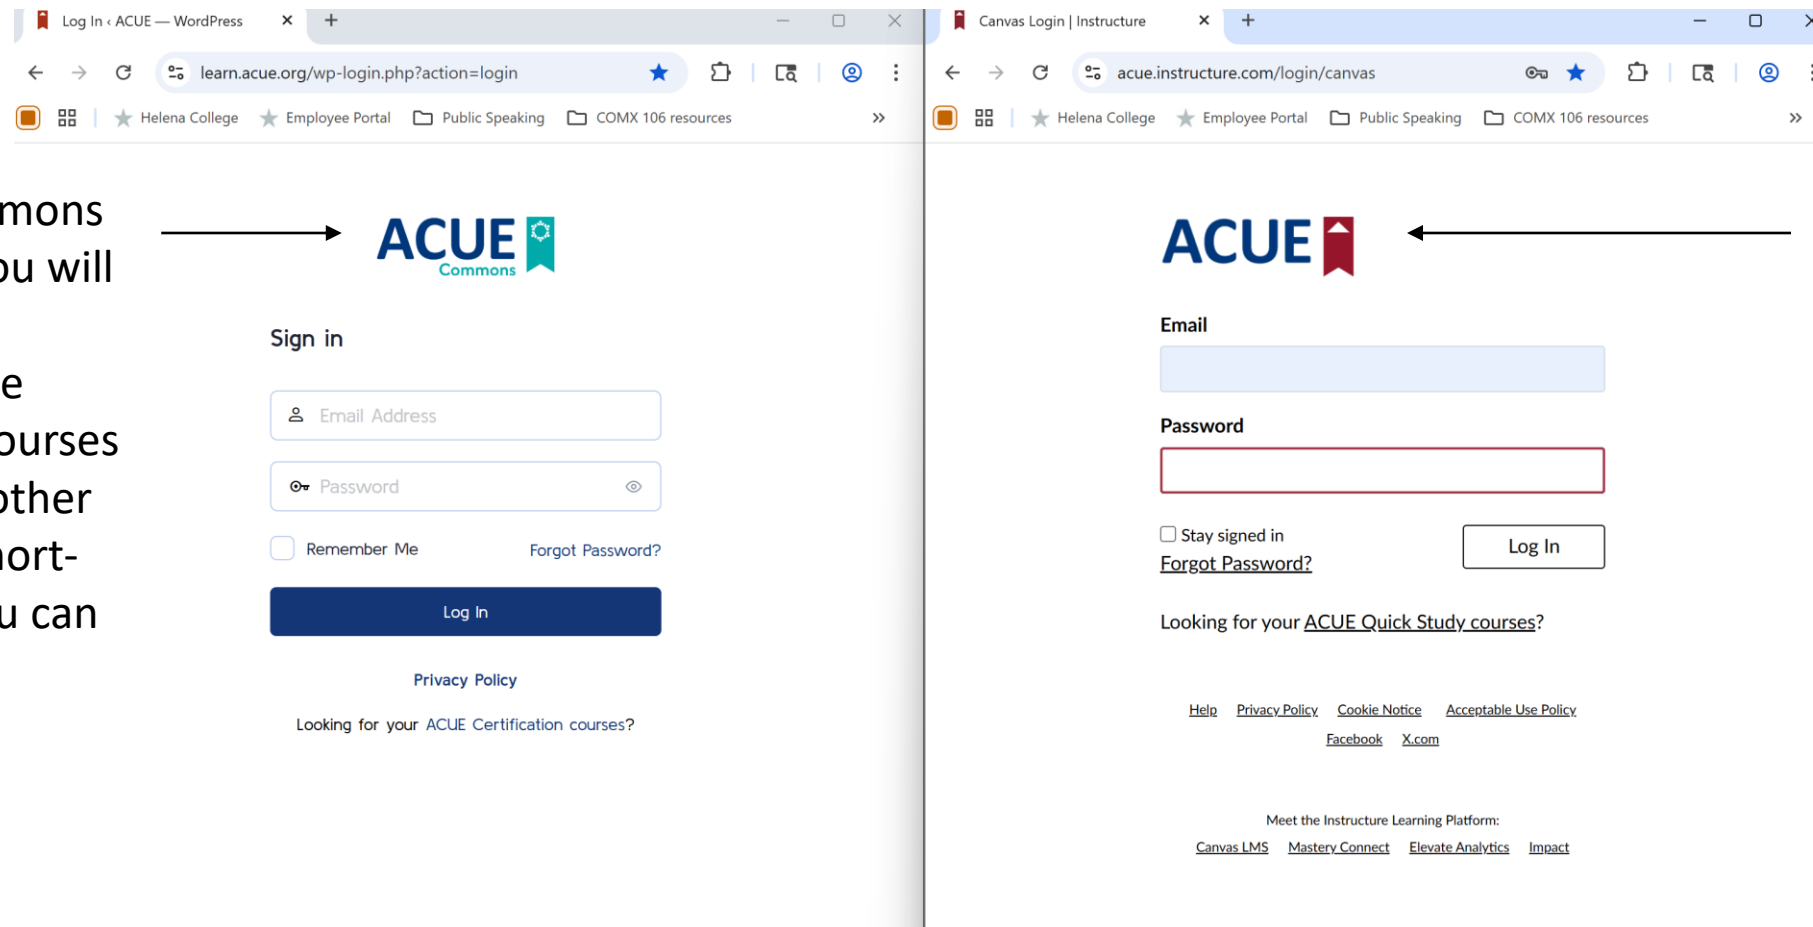 Log In ‹ ACUE — WordPress
learn.acue.org/wp-login.php?action=login
Helena College Employee Portal Public Speaking COMX 106 resources
mons
ou will
e
ourses
other
hort-
u can
ACUE
Commons
Sign in
Email Address
Password
Remember Me Forgot Password?
Log In
Privacy Policy
Looking for your ACUE Certification courses?
Canvas Login | Instructure
acue.instructure.com/login/canvas
Helena College Employee Portal Public Speaking COMX 106 resources
ACUE
Email
Password
Stay signed in
Forgot Password?
Log In
Looking for your ACUE Quick Study courses?
Help Privacy Policy Cookie Notice Acceptable Use Policy
Facebook X.com
Meet the Instructure Learning Platform:
Canvas LMS Mastery Connect Elevate Analytics Impact